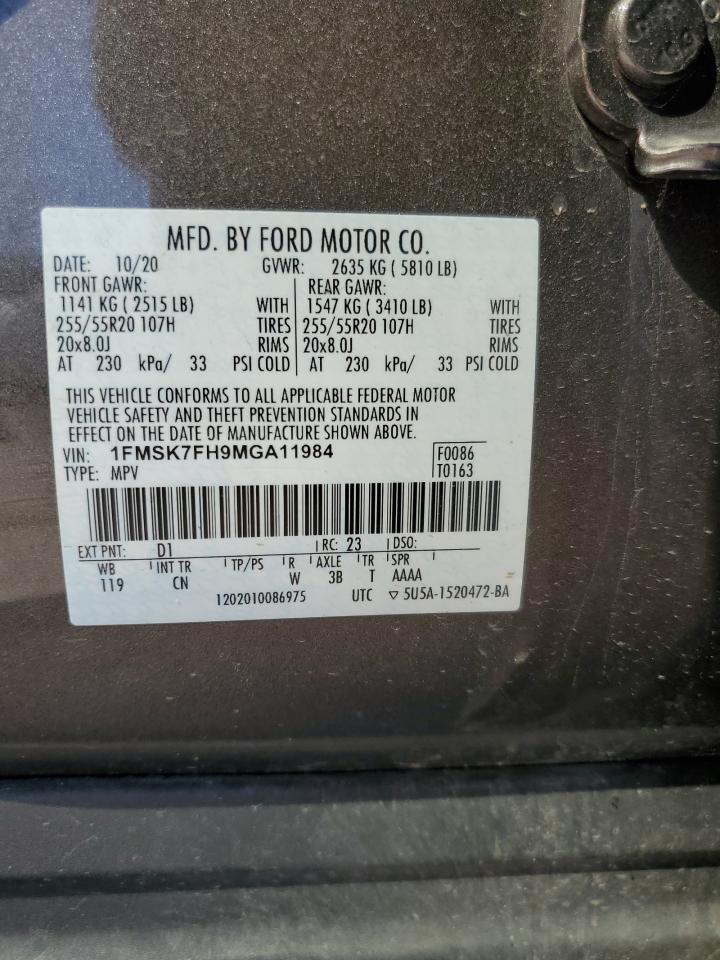 MFD. BY FORD MOTOR CO.
DATE: 10/20 GVWR: 2635 KG ( 5810 LB)
FRONT GAWR: REAR GAWR:
1141 KG ( 2515 LB) WITH 1547 KG ( 3410 LB) WITH
255/55R20 107H TIRES 255/55R20 107H TIRES
20x8.0J RIMS 20x8.0J RIMS
AT 230 kPa/ 33 PSI COLD AT 230 kPa/ 33 PSI COLD
THIS VEHICLE CONFORMS TO ALL APPLICABLE FEDERAL MOTOR
VEHICLE SAFETY AND THEFT PREVENTION STANDARDS IN
EFFECT ON THE DATE OF MANUFACTURE SHOWN ABOVE.
VIN: 1FMSK7FH9MGA11984 F0086
TYPE: MPV T0163
EXT PNT: D1 RC: 23 DSO:
WB INT TR TP/PS R AXLE TR SPR
119 CN W 3B T AAAA
1202010086975 UTC ▽ 5U5A-1520472-BA